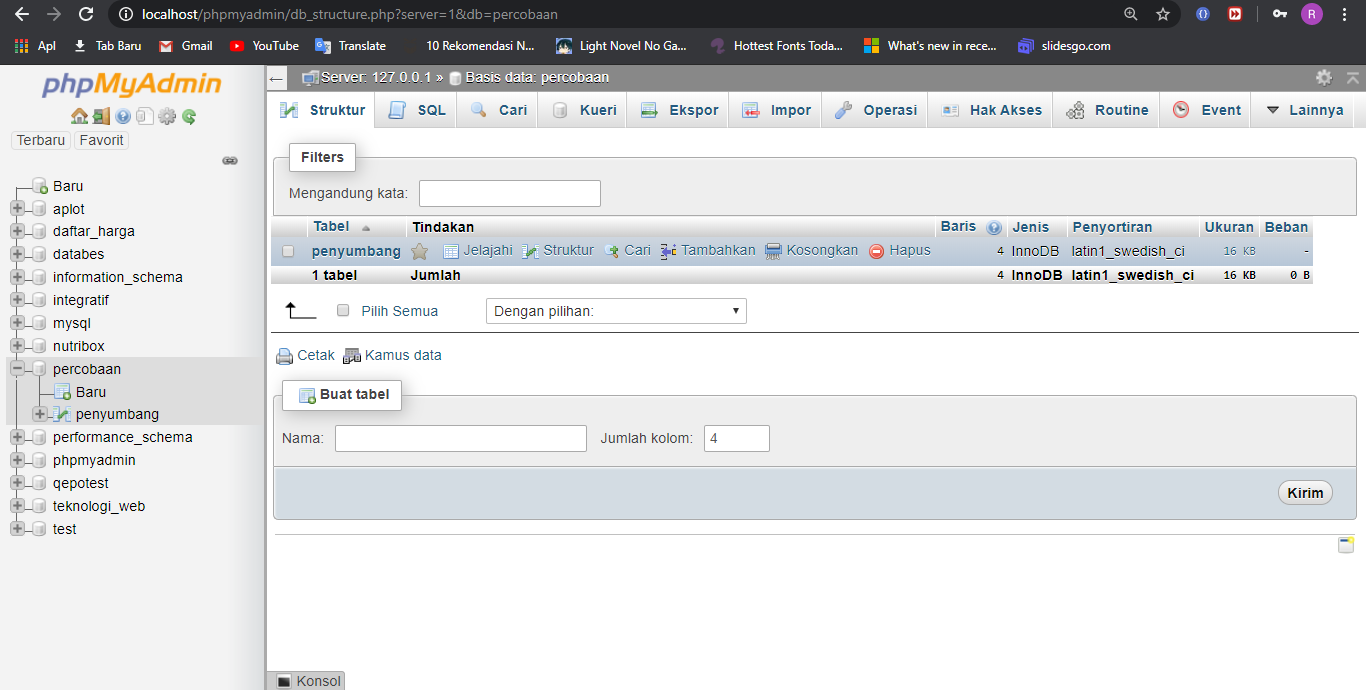 localhost/phpmyadmin/db_structure.php?server=1&db=percobaan
R
Apl Tab Baru Gmail YouTube Translate 10 Rekomendasi N... Light Novel No Ga... Hottest Fonts Toda... What's new in rece... slidesgo.com
phpMyAdmin
Terbaru Favorit
Baru
aplot
daftar_harga
databes
information_schema
integratif
mysql
nutribox
percobaan
Baru
penyumbang
performance_schema
phpmyadmin
qepotest
teknologi_web
test
Server: 127.0.0.1 » Basis data: percobaan
Struktur SQL Cari Kueri Ekspor Impor Operasi Hak Akses Routine Event Lainnya
Filters
Mengandung kata:
Tabel Tindakan Baris Jenis Penyortiran Ukuran Beban
penyumbang Jelajahi Struktur Cari Tambahkan Kosongkan Hapus 4 InnoDB latin1_swedish_ci 16 KB -
1 tabel Jumlah 4 InnoDB latin1_swedish_ci 16 KB 0 B
Pilih Semua Dengan pilihan:
Cetak Kamus data
Buat tabel
Nama: Jumlah kolom: 4
Kirim
Konsol